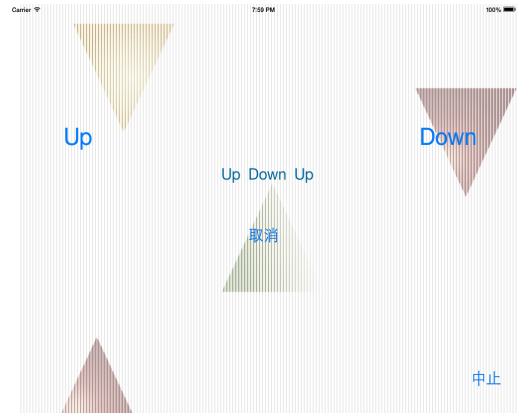 Carrier 7:59 PM 100%
Up Down
Up Down Up
取消
中止